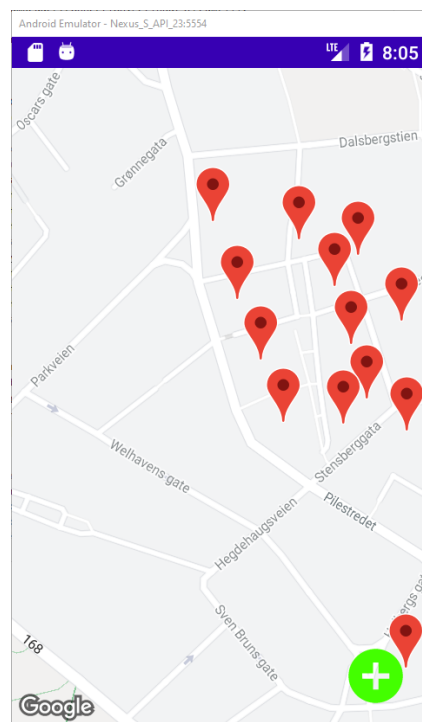 Android Emulator - Nexus_S_API_23:5554
LTE
8:05
Oscars gate
Dalsbergstien
Grønnegata
Parkveien
Welhavens gate
Stensberggata
Pilestredet
Hegdehaugsveien
Sven Bruns gate
168
Google